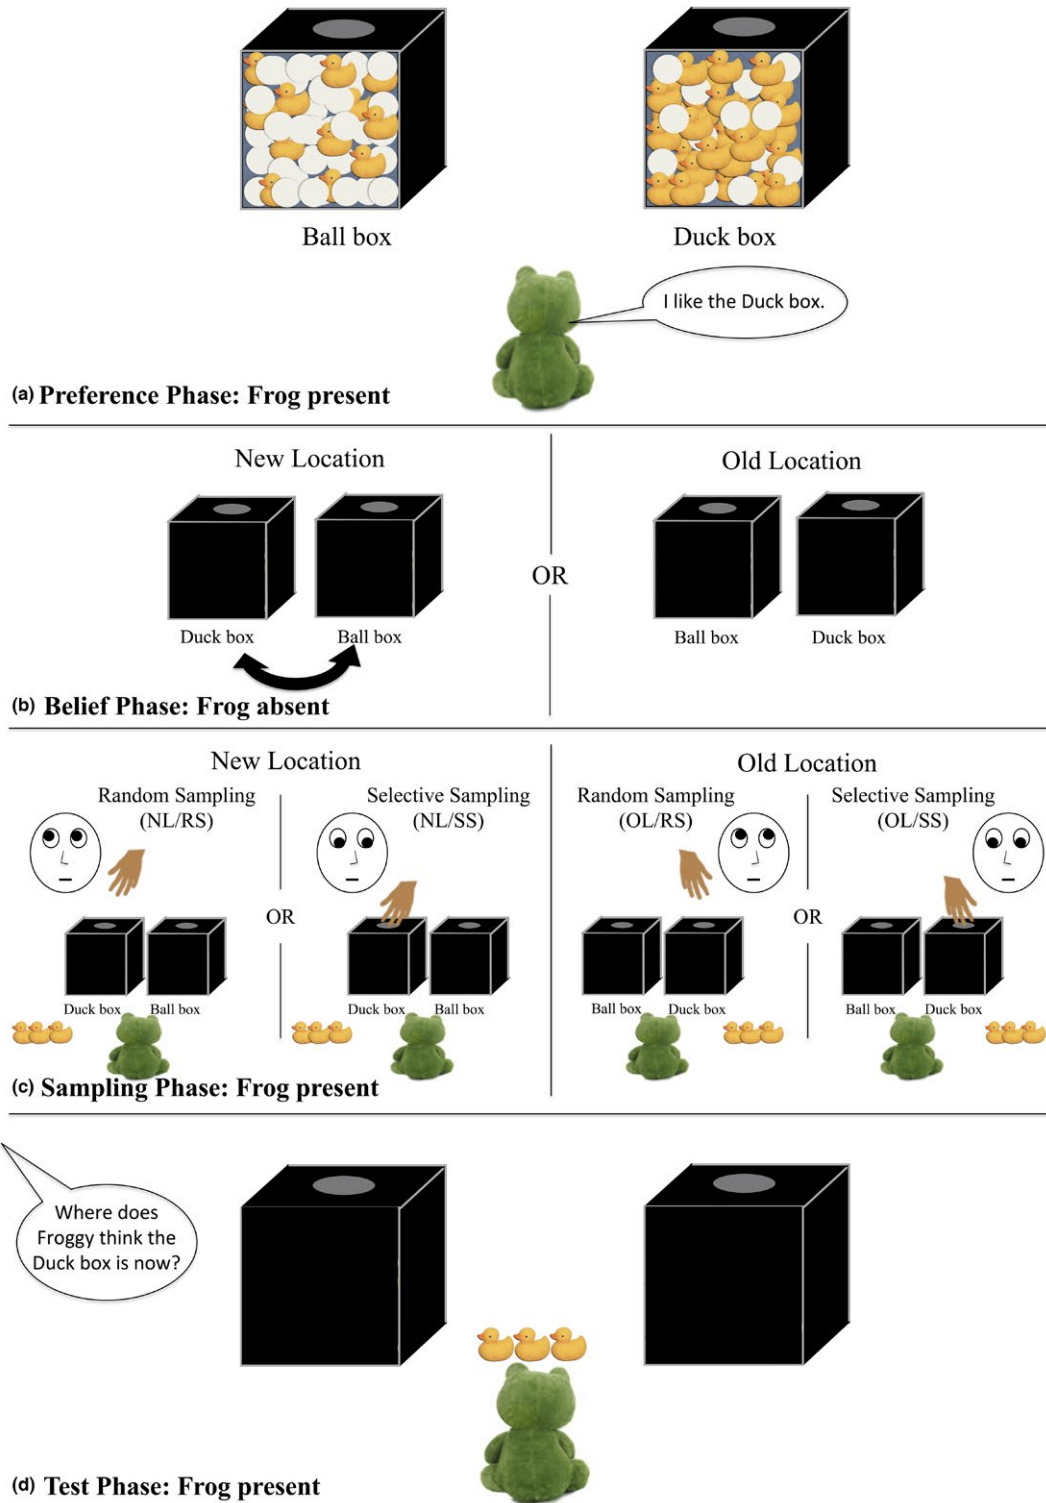 Ball box
Duck box
I like the Duck box.
(a) Preference Phase: Frog present
New Location
Old Location
OR
Duck box
Ball box
Ball box
Duck box
(b) Belief Phase: Frog absent
New Location
Old Location
Random Sampling
(NL/RS)
Selective Sampling
(NL/SS)
Random Sampling
(OL/RS)
Selective Sampling
(OL/SS)
OR
OR
Duck box
Ball box
Duck box
Ball box
Ball box
Duck box
Ball box
Duck box
(c) Sampling Phase: Frog present
Where does
Froggy think the
Duck box is now?
(d) Test Phase: Frog present